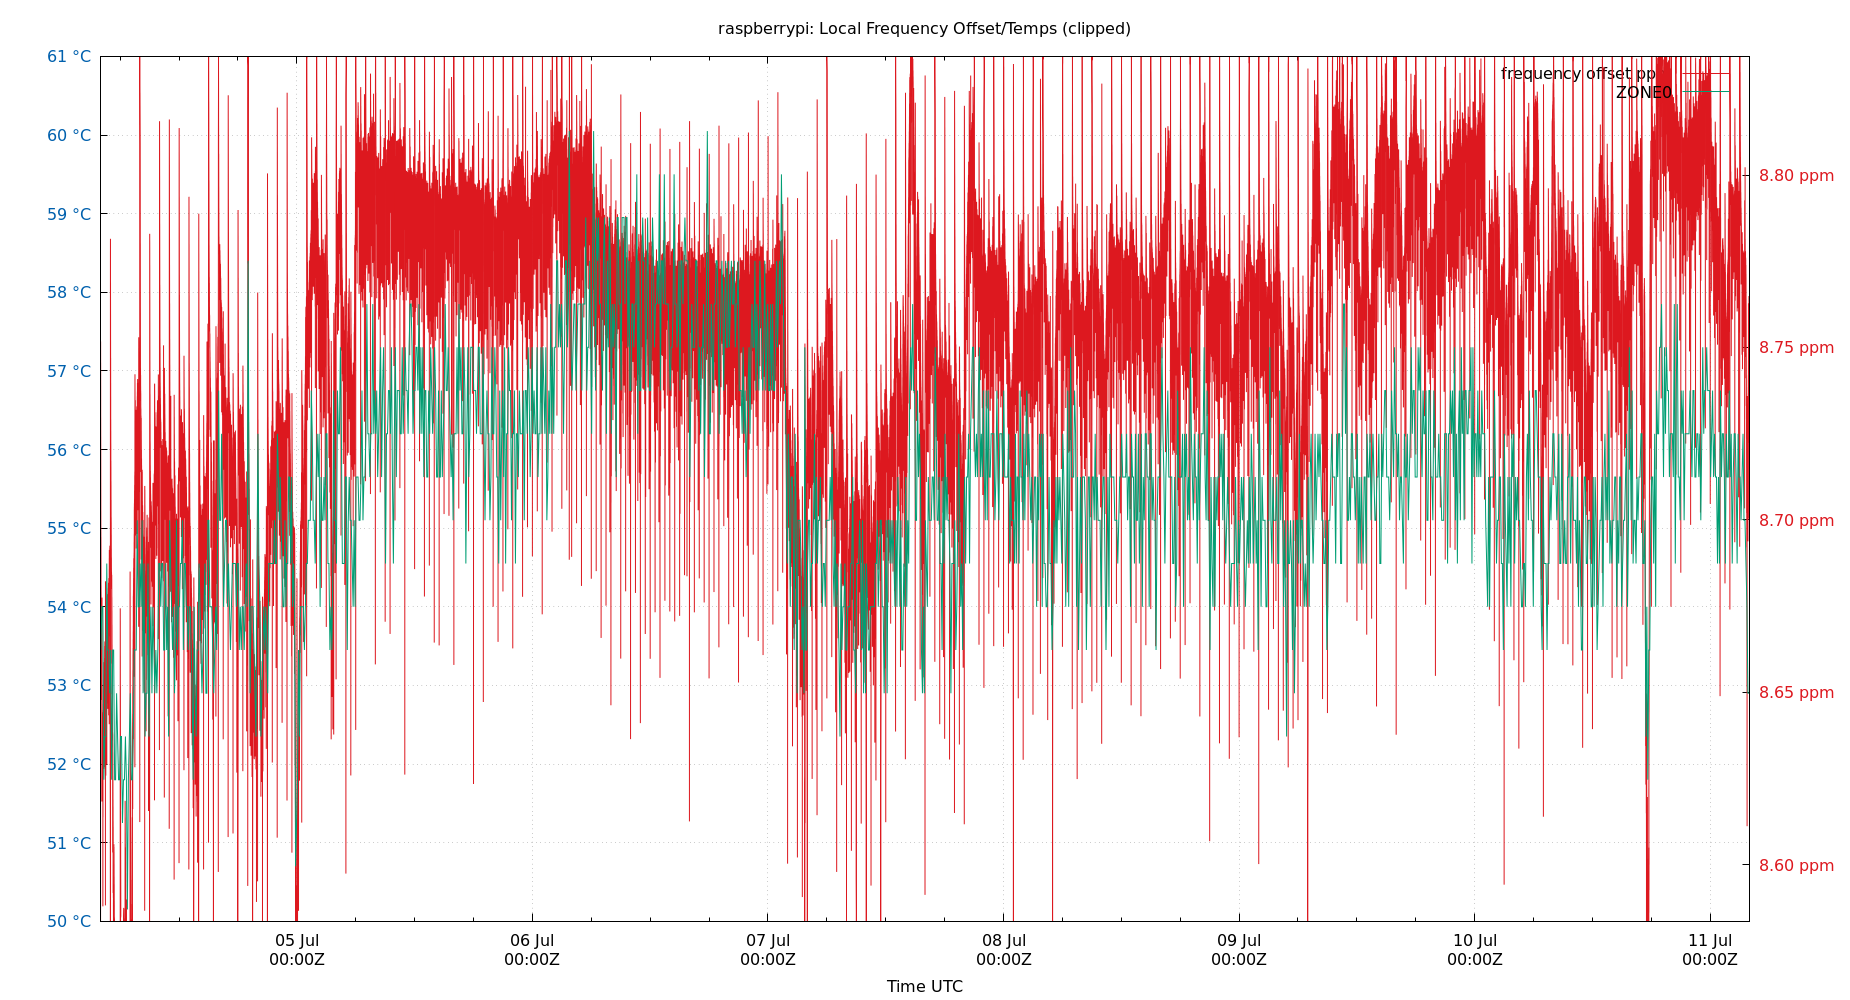 raspberrypi: Local Frequency Offset/Temps (clipped)
61 °C
60 °C
59 °C
58 °C
57 °C
56 °C
55 °C
54 °C
53 °C
52 °C
51 °C
50 °C
frequency offset pp
ZONE0
8.80 ppm
8.75 ppm
8.70 ppm
8.65 ppm
8.60 ppm
05 Jul 06 Jul 07 Jul 08 Jul 09 Jul 10 Jul 11 Jul
00:00Z 00:00Z 00:00Z 00:00Z 00:00Z 00:00Z 00:00Z
Time UTC